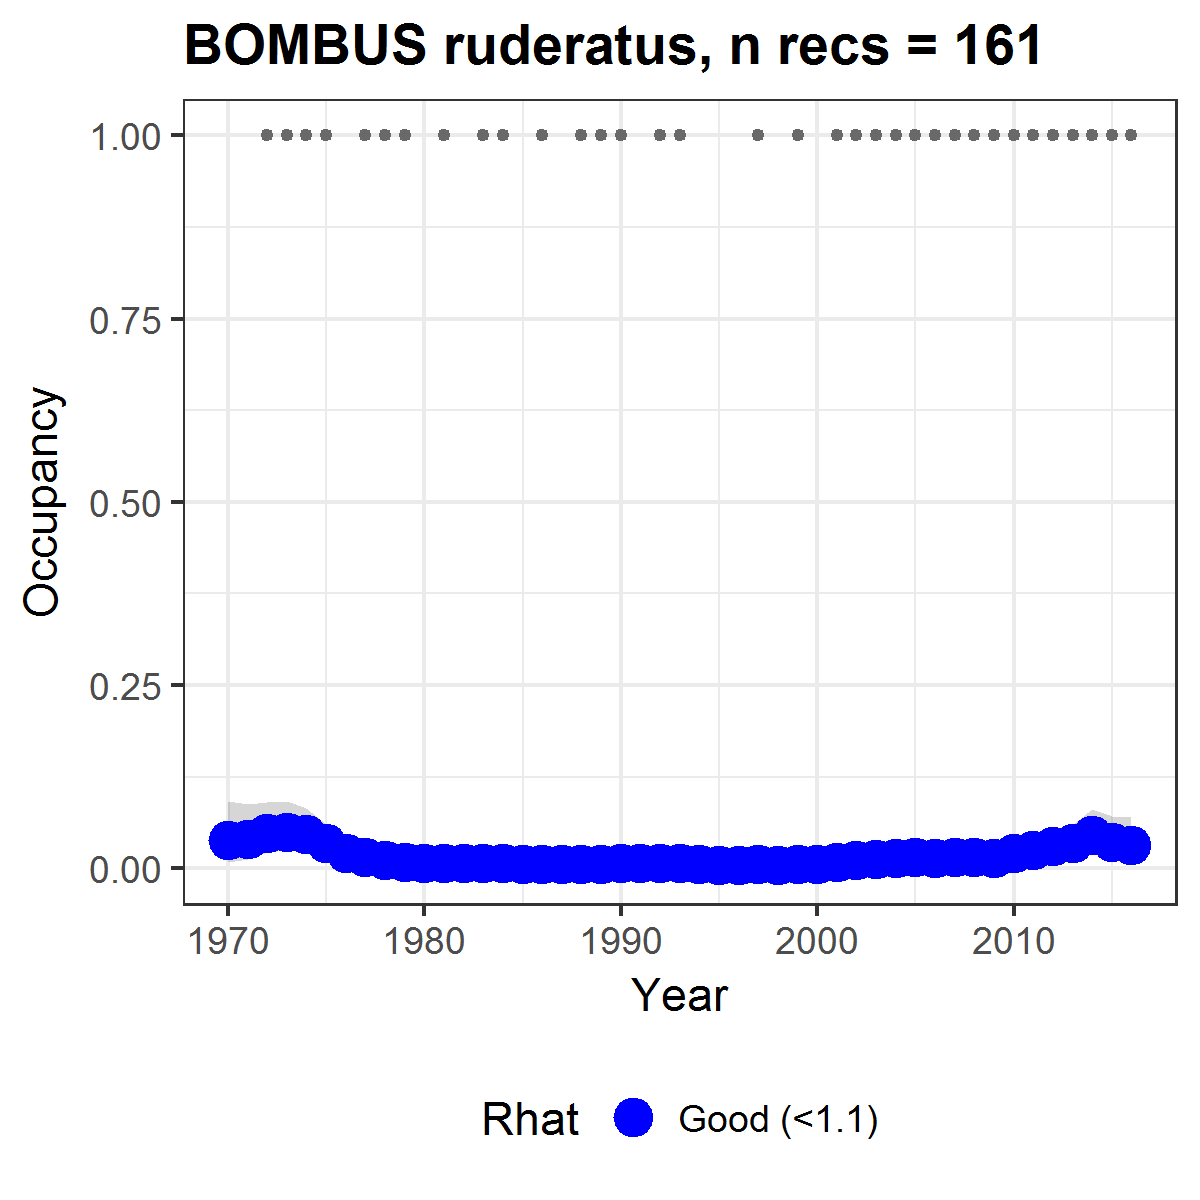 BOMBUS ruderatus, n recs = 161
1.00
0.75
0.50
0.25
0.00
Occupancy
1970 1980 1990 2000 2010
Year
Rhat Good (<1.1)